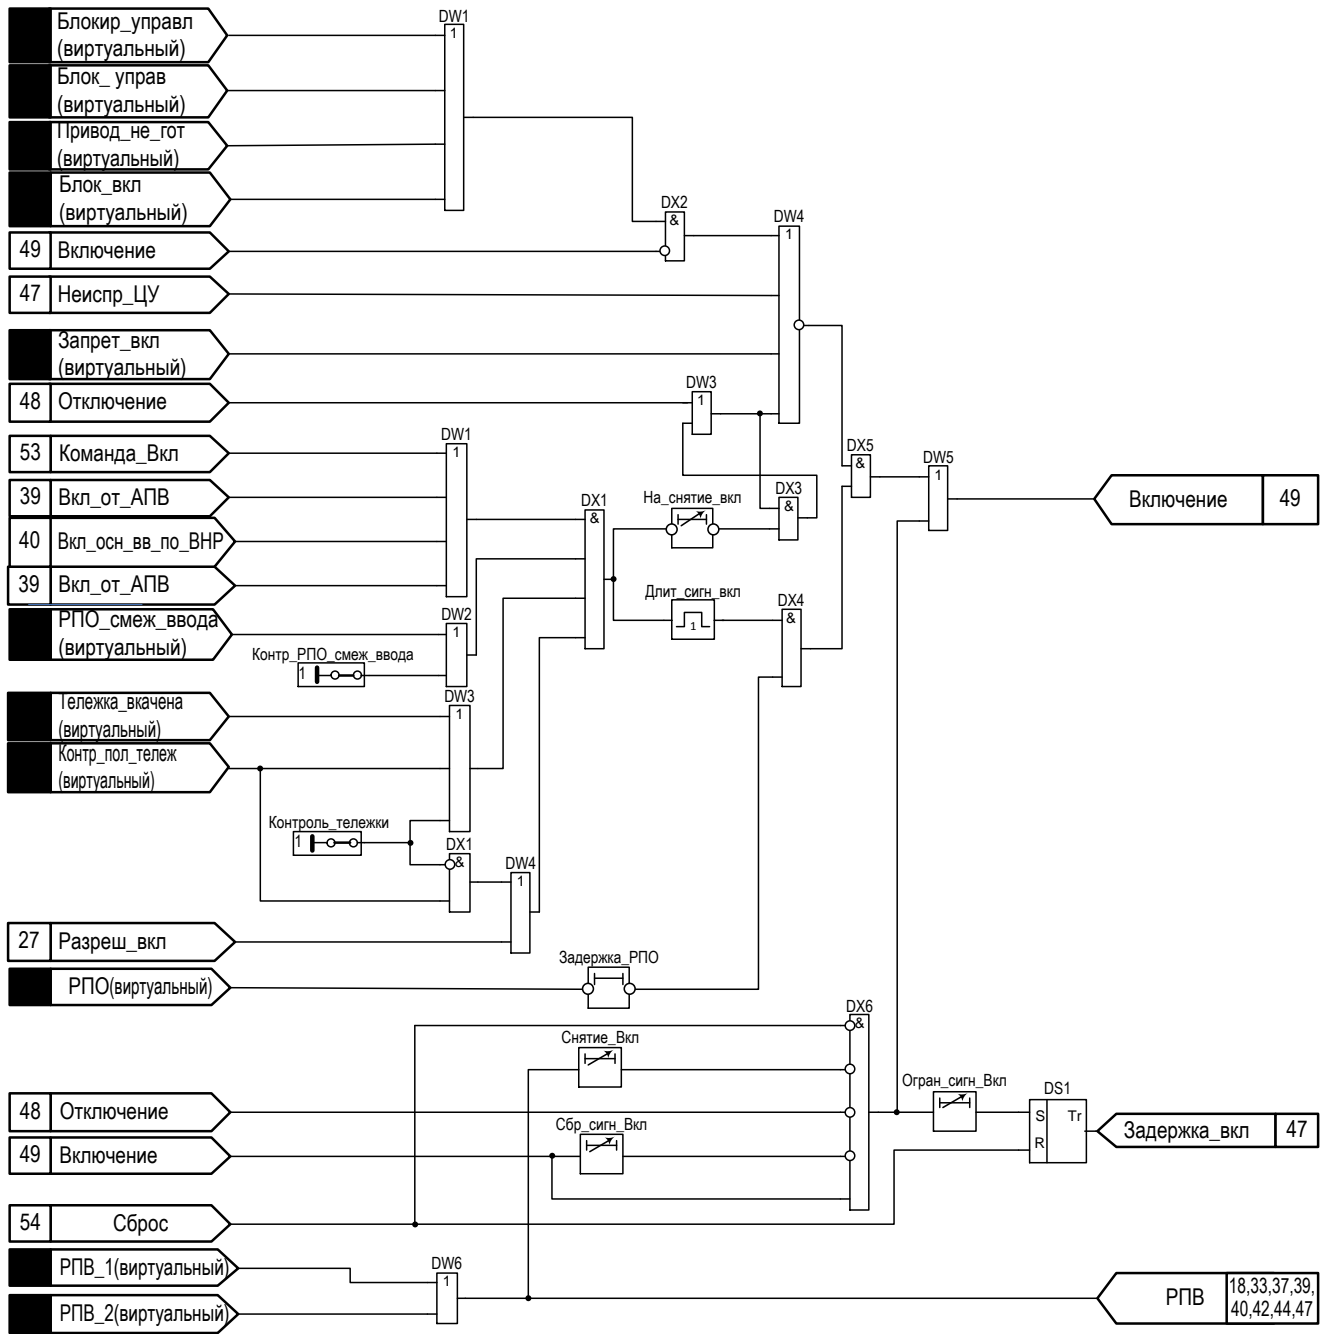 Блокир_управл
(виртуальный)
DW1
1
Блок_ управ
(виртуальный)
Привод_не_гот
(виртуальный)
Блок_вкл
(виртуальный)
DX2
&
DW4
1
49 Включение
47 Неиспр_ЦУ
Запрет_вкл
(виртуальный)
48 Отключение
DW3
1
53 Команда_Вкл
DW1
1
DX5
&
DW5
1
39 Вкл_от_АПВ
DX1
&
На_снятие_вкл
DX3
&
Включение 49
40 Вкл_осн_вв_по_ВНР
39 Вкл_от_АПВ
РПО_смеж_ввода
(виртуальный)
DW2
1
Длит_сигн_вкл
1
DX4
&
Контр_РПО_смеж_ввода
1
Тележка_вкачена
(виртуальный)
DW3
1
Контр_пол_тележ
(виртуальный)
Контроль_тележки
1
DX1
&
DW4
1
27 Разреш_вкл
Задержка_РПО
РПО(виртуальный)
DX6
&
Снятие_Вкл
Огран_сигн_Вкл
DS1
S Tr
R
48 Отключение
Сбр_сигн_Вкл
Задержка_вкл 47
49 Включение
54 Сброс
РПВ_1(виртуальный)
DW6
1
РПВ_2(виртуальный)
РПВ
18,33,37,39,
40,42,44,47